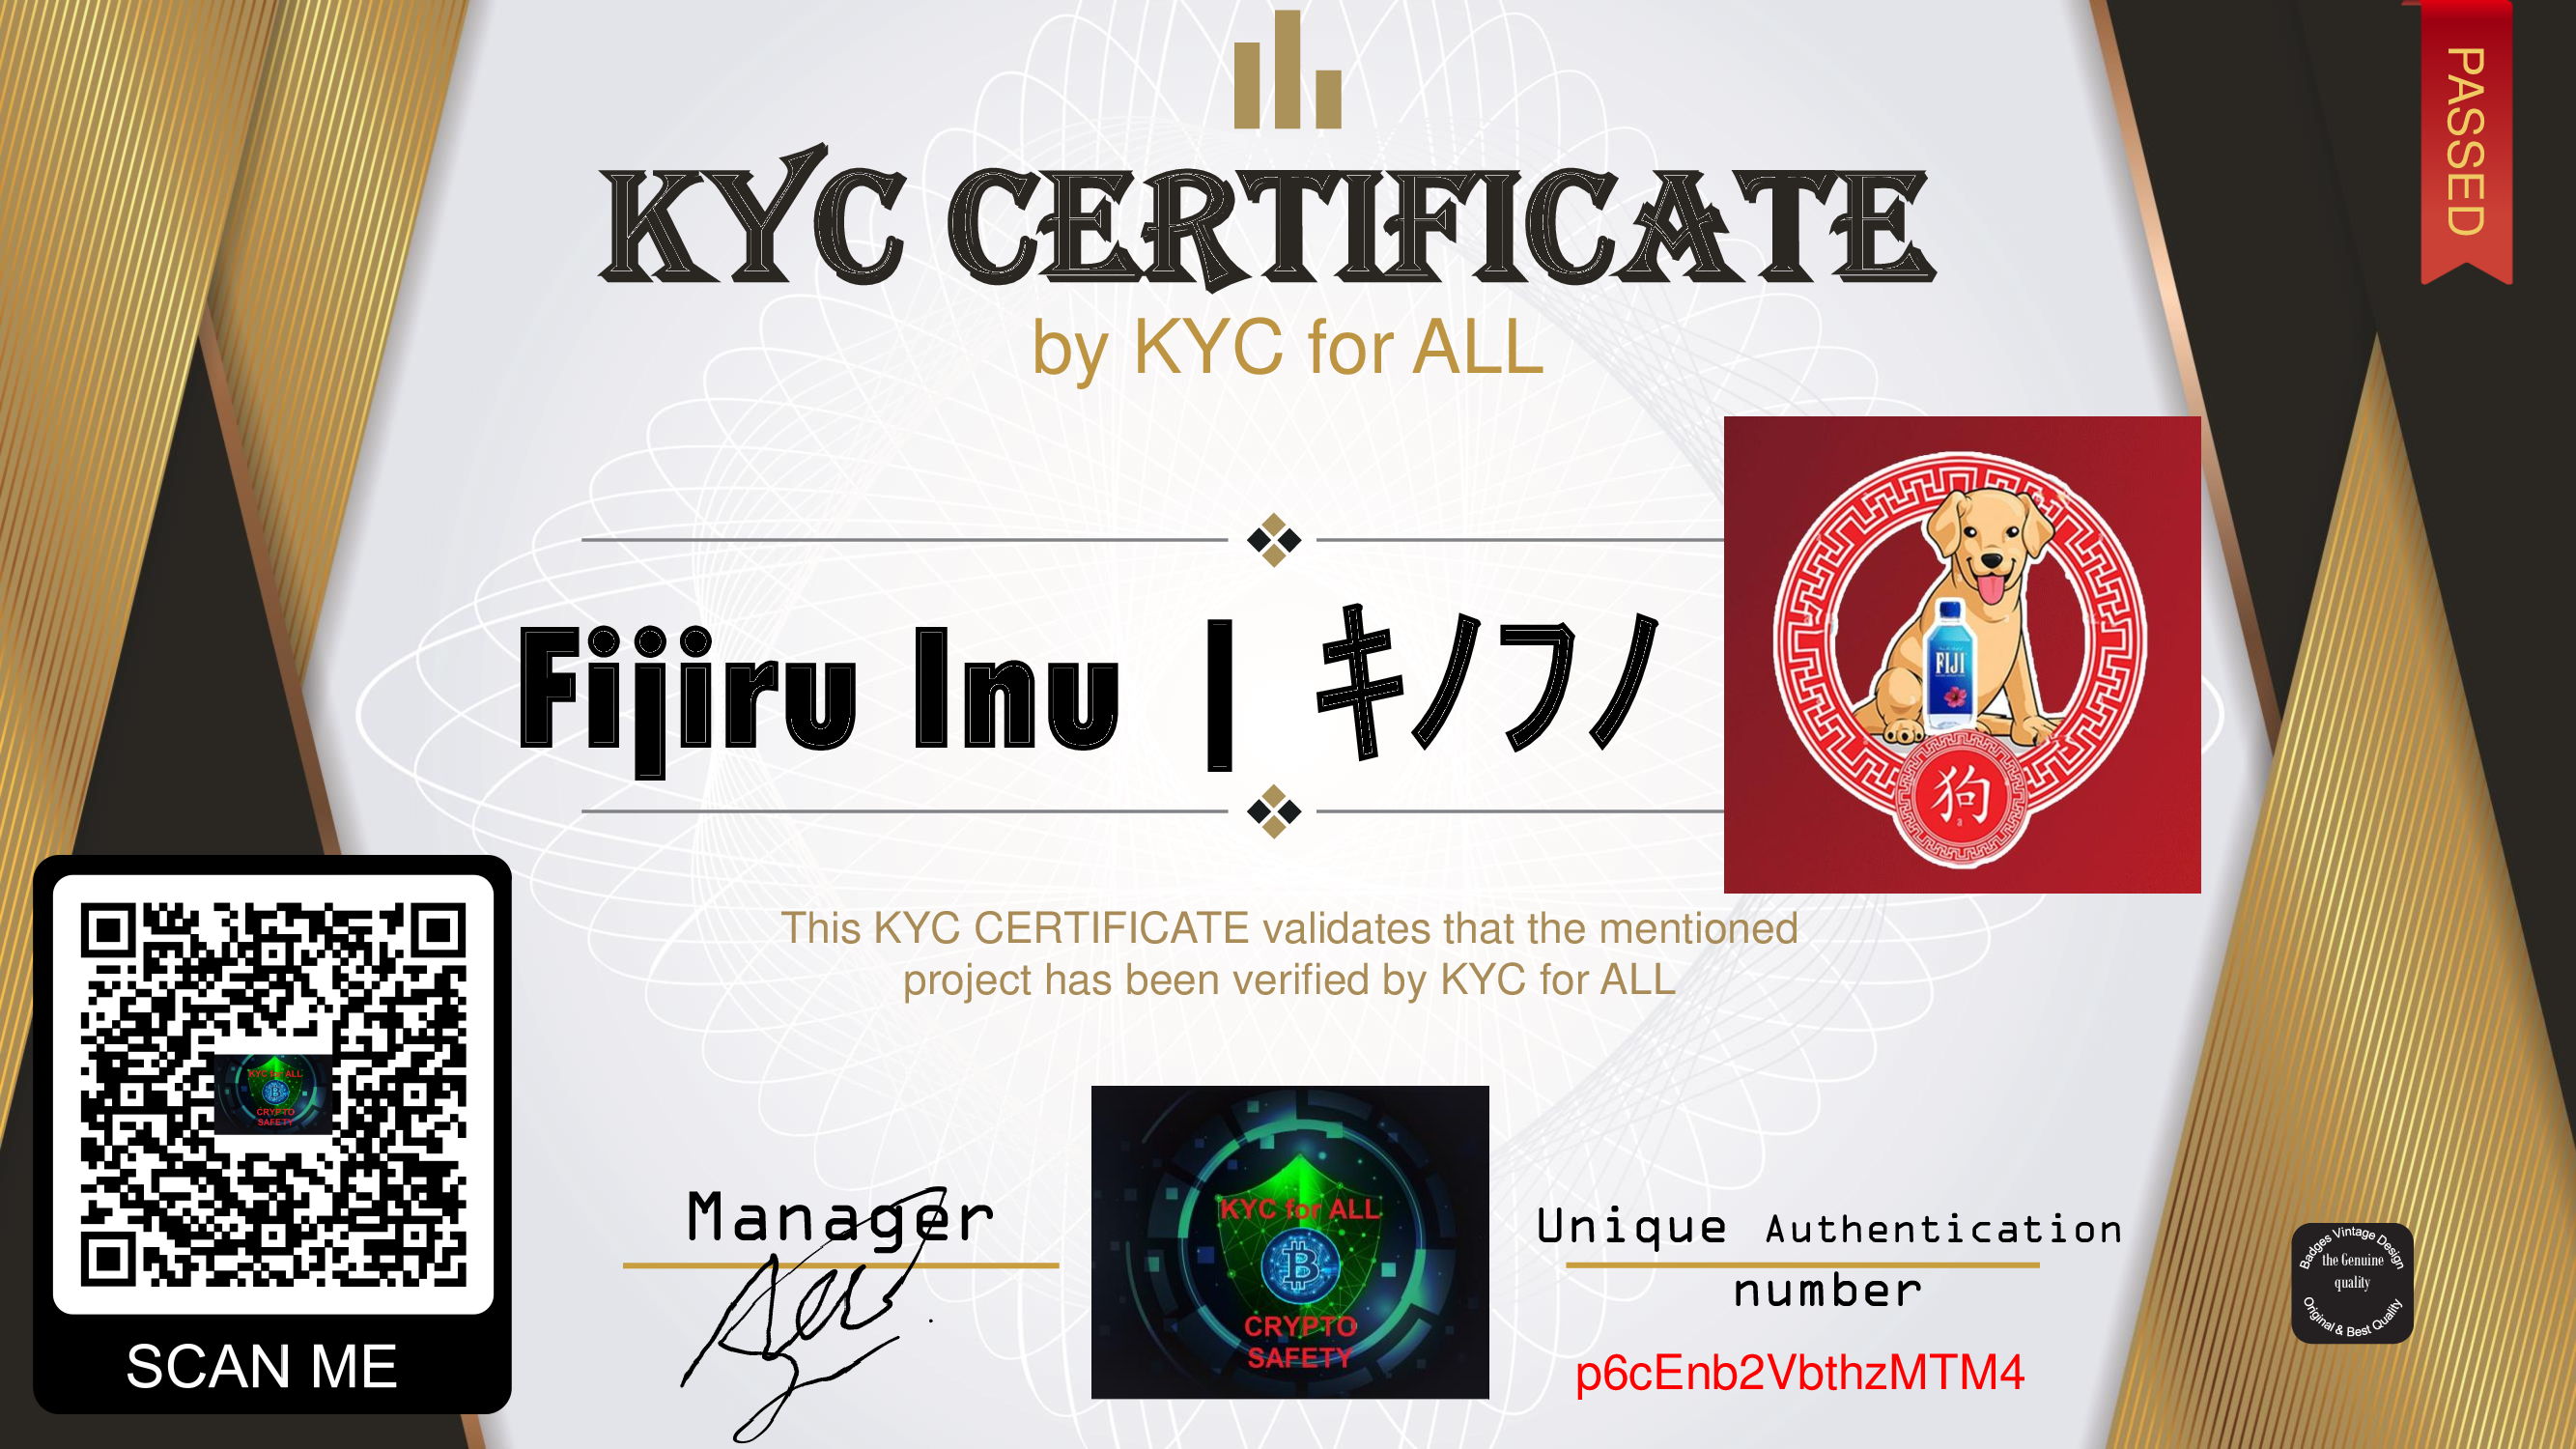 PASSED
KYC CERTIFICATE
by KYC for ALL
Fijiru Inu | キノフノ
FIJI
狗
This KYC CERTIFICATE validates that the mentioned
project has been verified by KYC for ALL
KYC for ALL
CRYPTO
SAFETY
SCAN ME
Manager
KYC for ALL
CRYPTO
SAFETY
Unique Authentication
number
p6cEnb2VbthzMTM4
Badges Vintage Design
the Genuine
quality
Original & Best Quality